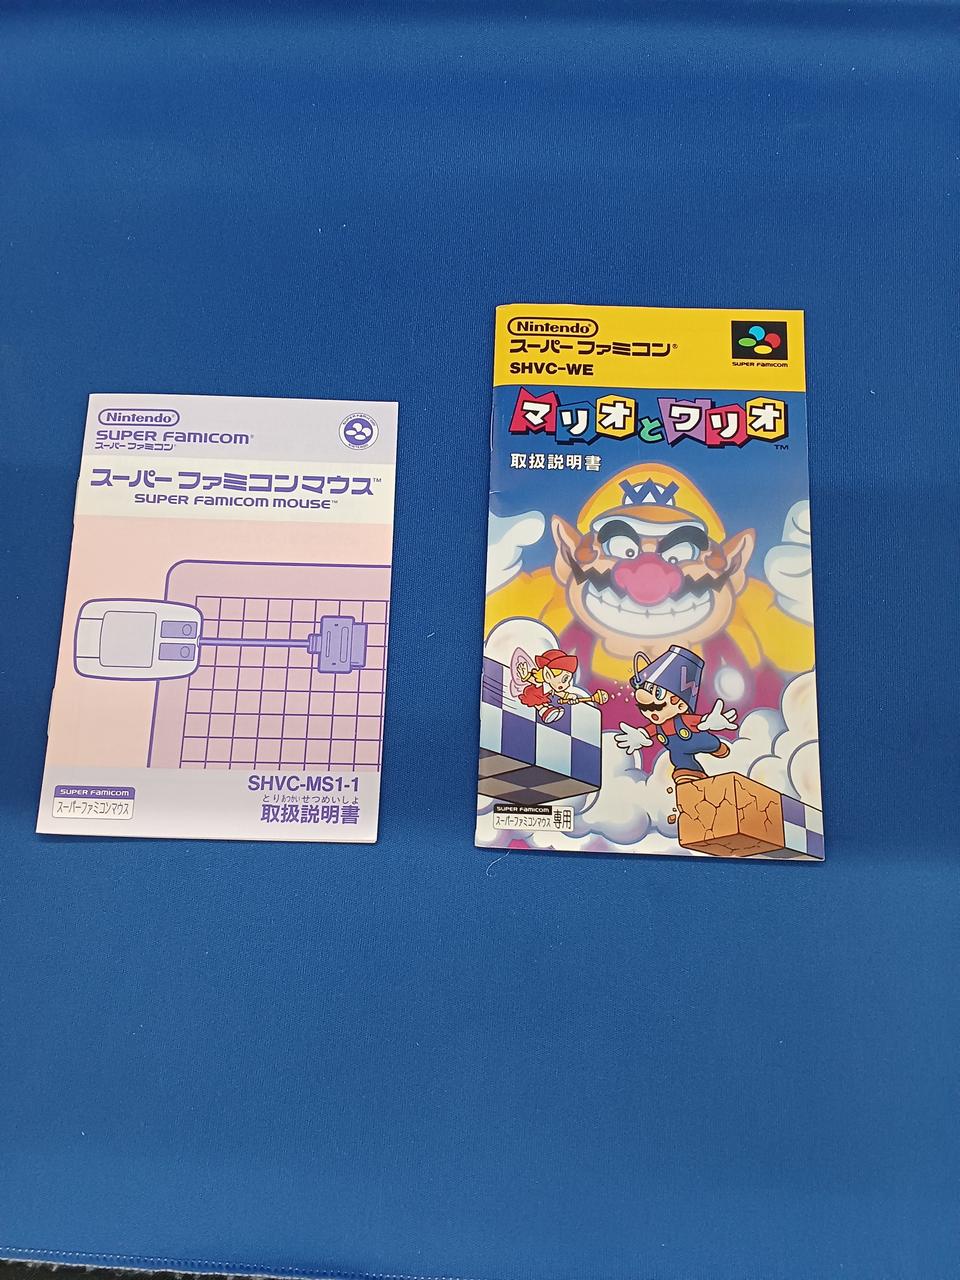 Nintendo®
SUPER FAMICOM®
スーパーファミコン®
スーパーファミコンマウス™
SUPER FAMICOM MOUSE™
SHVC-MS1-1
とりあつかいせつめいしょ
取扱説明書
SUPER FAMICOM
スーパーファミコンマウス
Nintendo®
スーパーファミコン®
SHVC-WE
SUPER FAMICOM
マリオとワリオ
TM
取扱説明書
W
W
SUPER FAMICOM
スーパーファミコンマウス専用